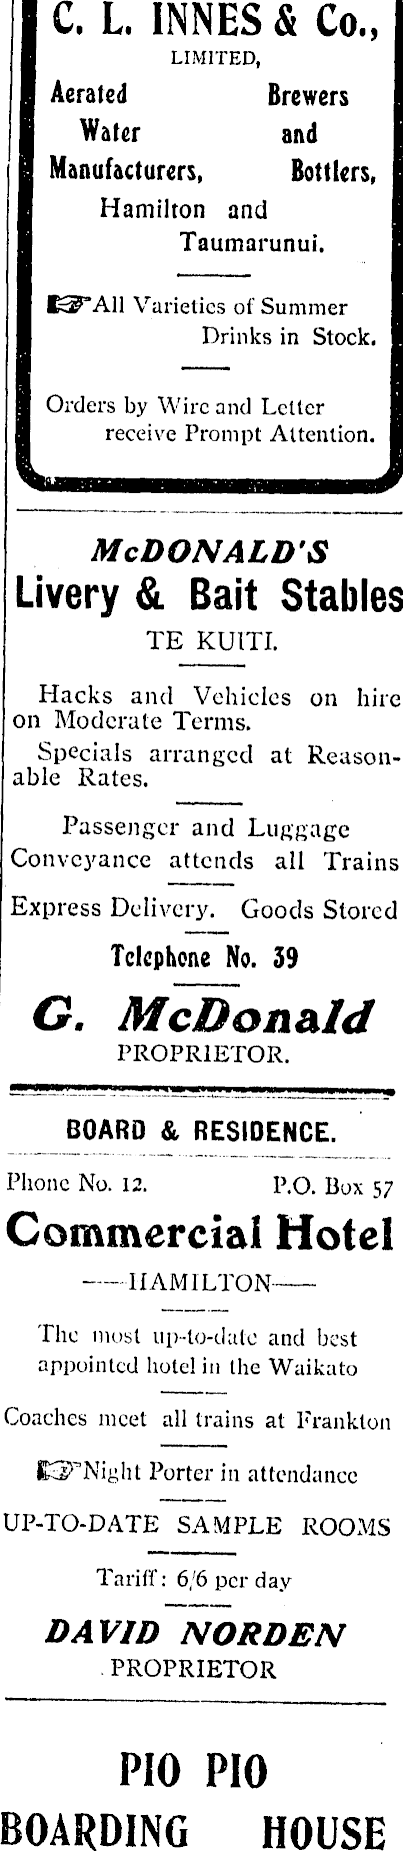 C. L. INNES & Co.,
LIMITED,
Aerated Brewers
Water and
Manufacturers, Bottlers,
Hamilton and
Taumarunui.
All Varieties of Summer
Drinks in Stock.
Orders by Wire and Letter
receive Prompt Attention.
McDONALD'S
Livery & Bait Stables
TE KUITI.
Hacks and Vehicles on hire
on Moderate Terms.
Specials arranged at Reason-
able Rates.
Passenger and Luggage
Conveyance attends all Trains
Express Delivery. Goods Stored
Telephone No. 39
G. McDonald
PROPRIETOR.
BOARD & RESIDENCE.
Phone No. 12. P.O. Box 57
Commercial Hotel
—HAMILTON—
The most up-to-date and best
appointed hotel in the Waikato
Coaches meet all trains at Frankton
Night Porter in attendance
UP-TO-DATE SAMPLE ROOMS
Tariff: 6/6 per day
DAVID NORDEN
PROPRIETOR
PIO PIO
BOARDING HOUSE